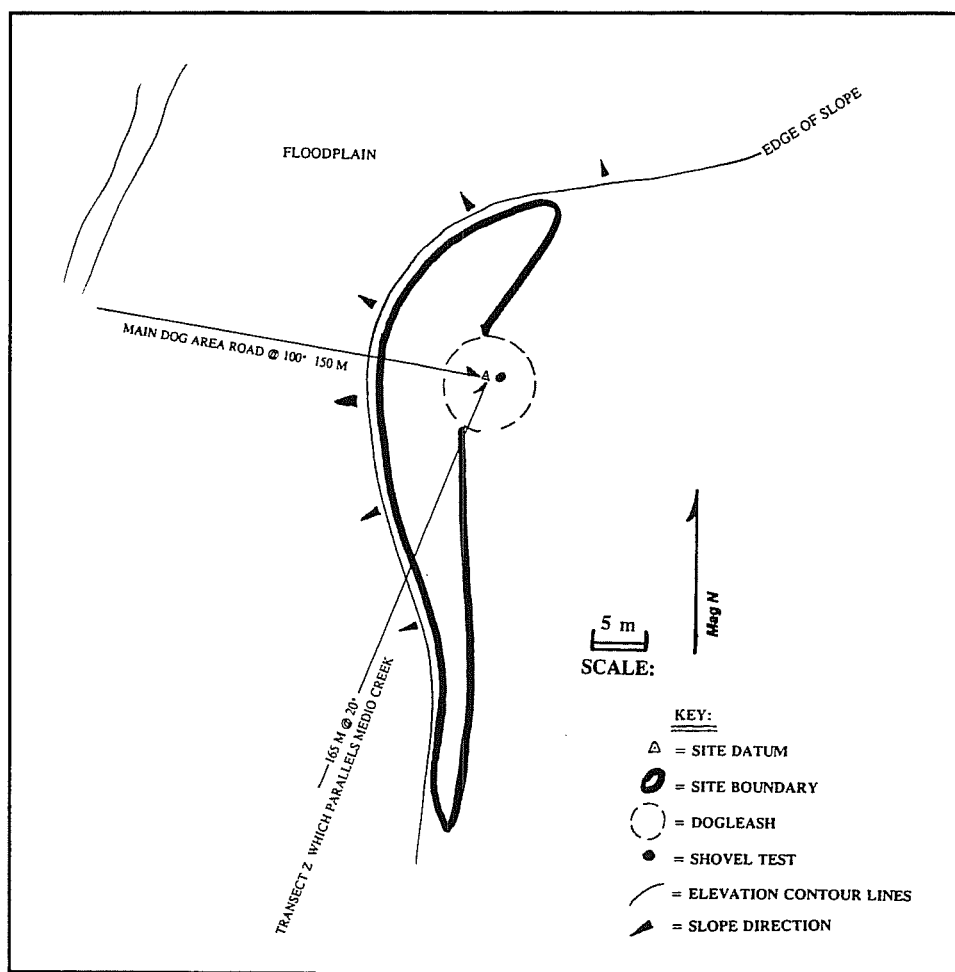 EDGE OF SLOPE
FLOODPLAIN
MAIN DOG AREA ROAD @ 100° 150 M
165 M @ 20°
TRANSECT Z WHICH PARALLELS MEDIO CREEK
5 m
SCALE:
Mag N
KEY:
= SITE DATUM
= SITE BOUNDARY
= DOGLEASH
= SHOVEL TEST
= ELEVATION CONTOUR LINES
= SLOPE DIRECTION